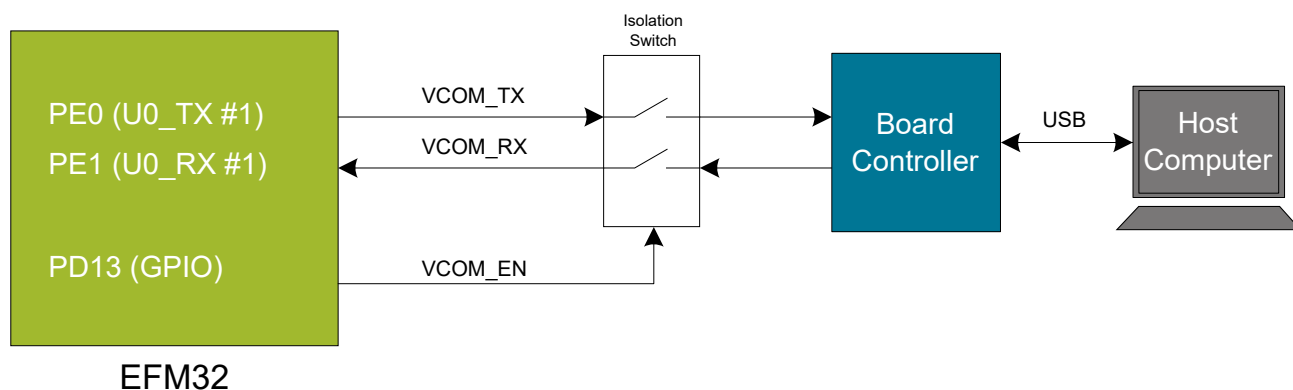 Isolation
Switch
PE0 (U0_TX #1)
VCOM_TX
PE1 (U0_RX #1)
VCOM_RX
PD13 (GPIO)
VCOM_EN
Board
Controller
USB
Host
Computer
EFM32